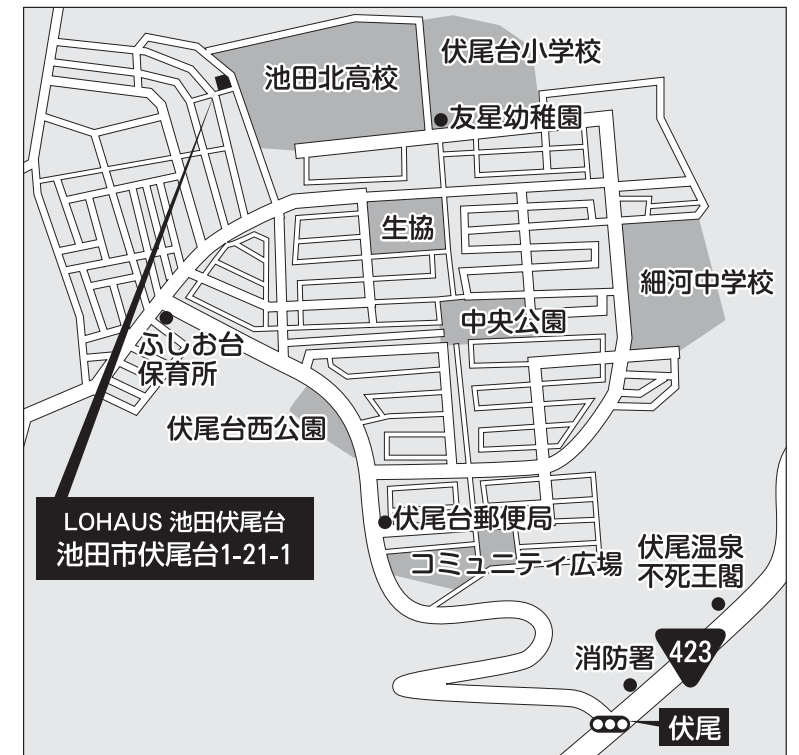 伏尾台小学校
池田北高校
友星幼稚園
生協
細河中学校
中央公園
ふしお台
保育所
伏尾台西公園
LOHAUS 池田伏尾台
池田市伏尾台1-21-1
伏尾台郵便局
コミュニティ広場
伏尾温泉
不死王閣
消防署
423
伏尾